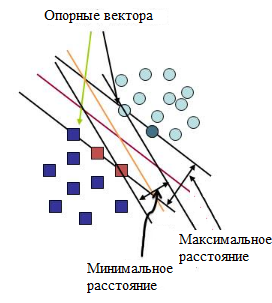 Опорные вектора
Максимальное
расстояние
Минимальное
расстояние